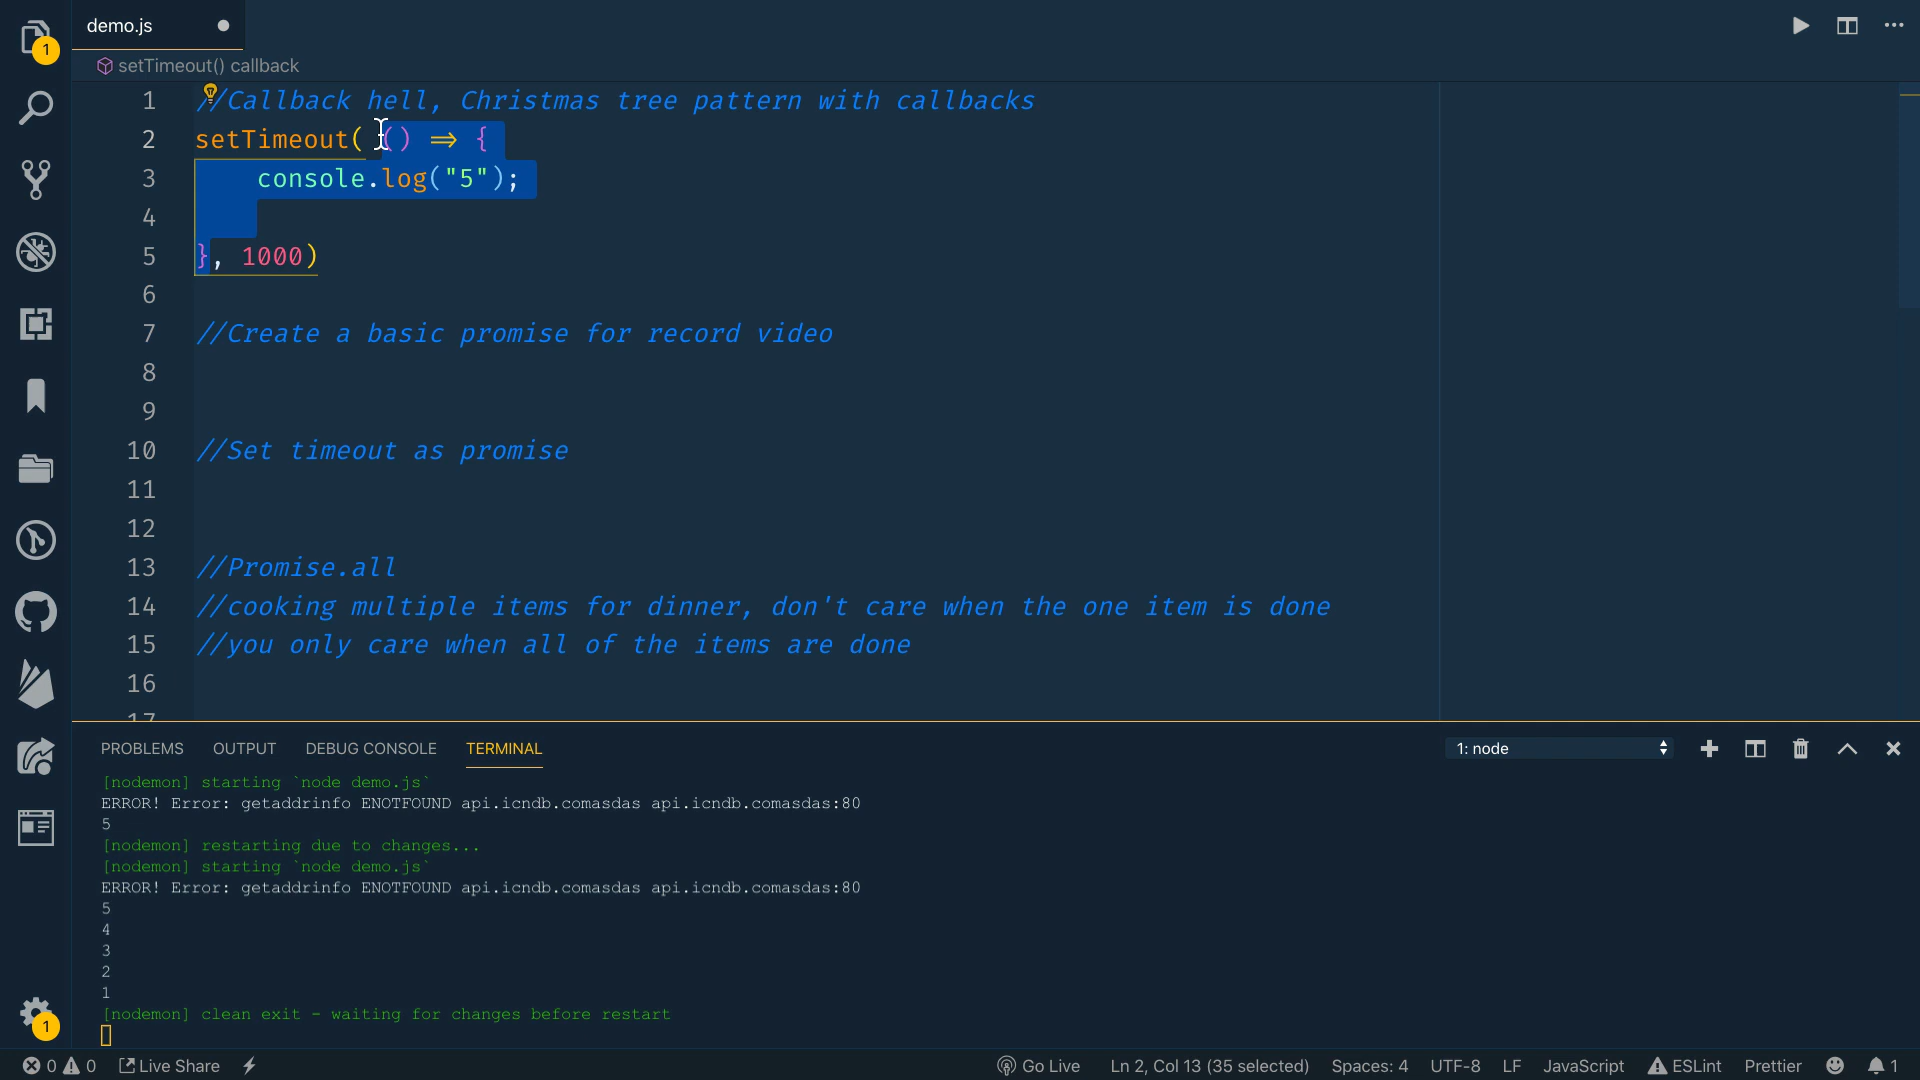 demo.js
1
setTimeout() callback
1 //Callback hell, Christmas tree pattern with callbacks
2 setTimeout( () => {
3 console.log("5");
4
5 }, 1000)
6
7 //Create a basic promise for record video
8
9
10 //Set timeout as promise
11
12
13 //Promise.all
14 //cooking multiple items for dinner, don't care when the one item is done
15 //you only care when all of the items are done
16
17
PROBLEMS OUTPUT DEBUG CONSOLE TERMINAL 1: node
[nodemon] starting `node demo.js`
ERROR! Error: getaddrinfo ENOTFOUND api.icndb.comasdas api.icndb.comasdas:80
5
[nodemon] restarting due to changes...
[nodemon] starting `node demo.js`
ERROR! Error: getaddrinfo ENOTFOUND api.icndb.comasdas api.icndb.comasdas:80
5
4
3
2
1
[nodemon] clean exit - waiting for changes before restart
1
0 0 Live Share Go Live Ln 2, Col 13 (35 selected) Spaces: 4 UTF-8 LF JavaScript ESLint Prettier 1